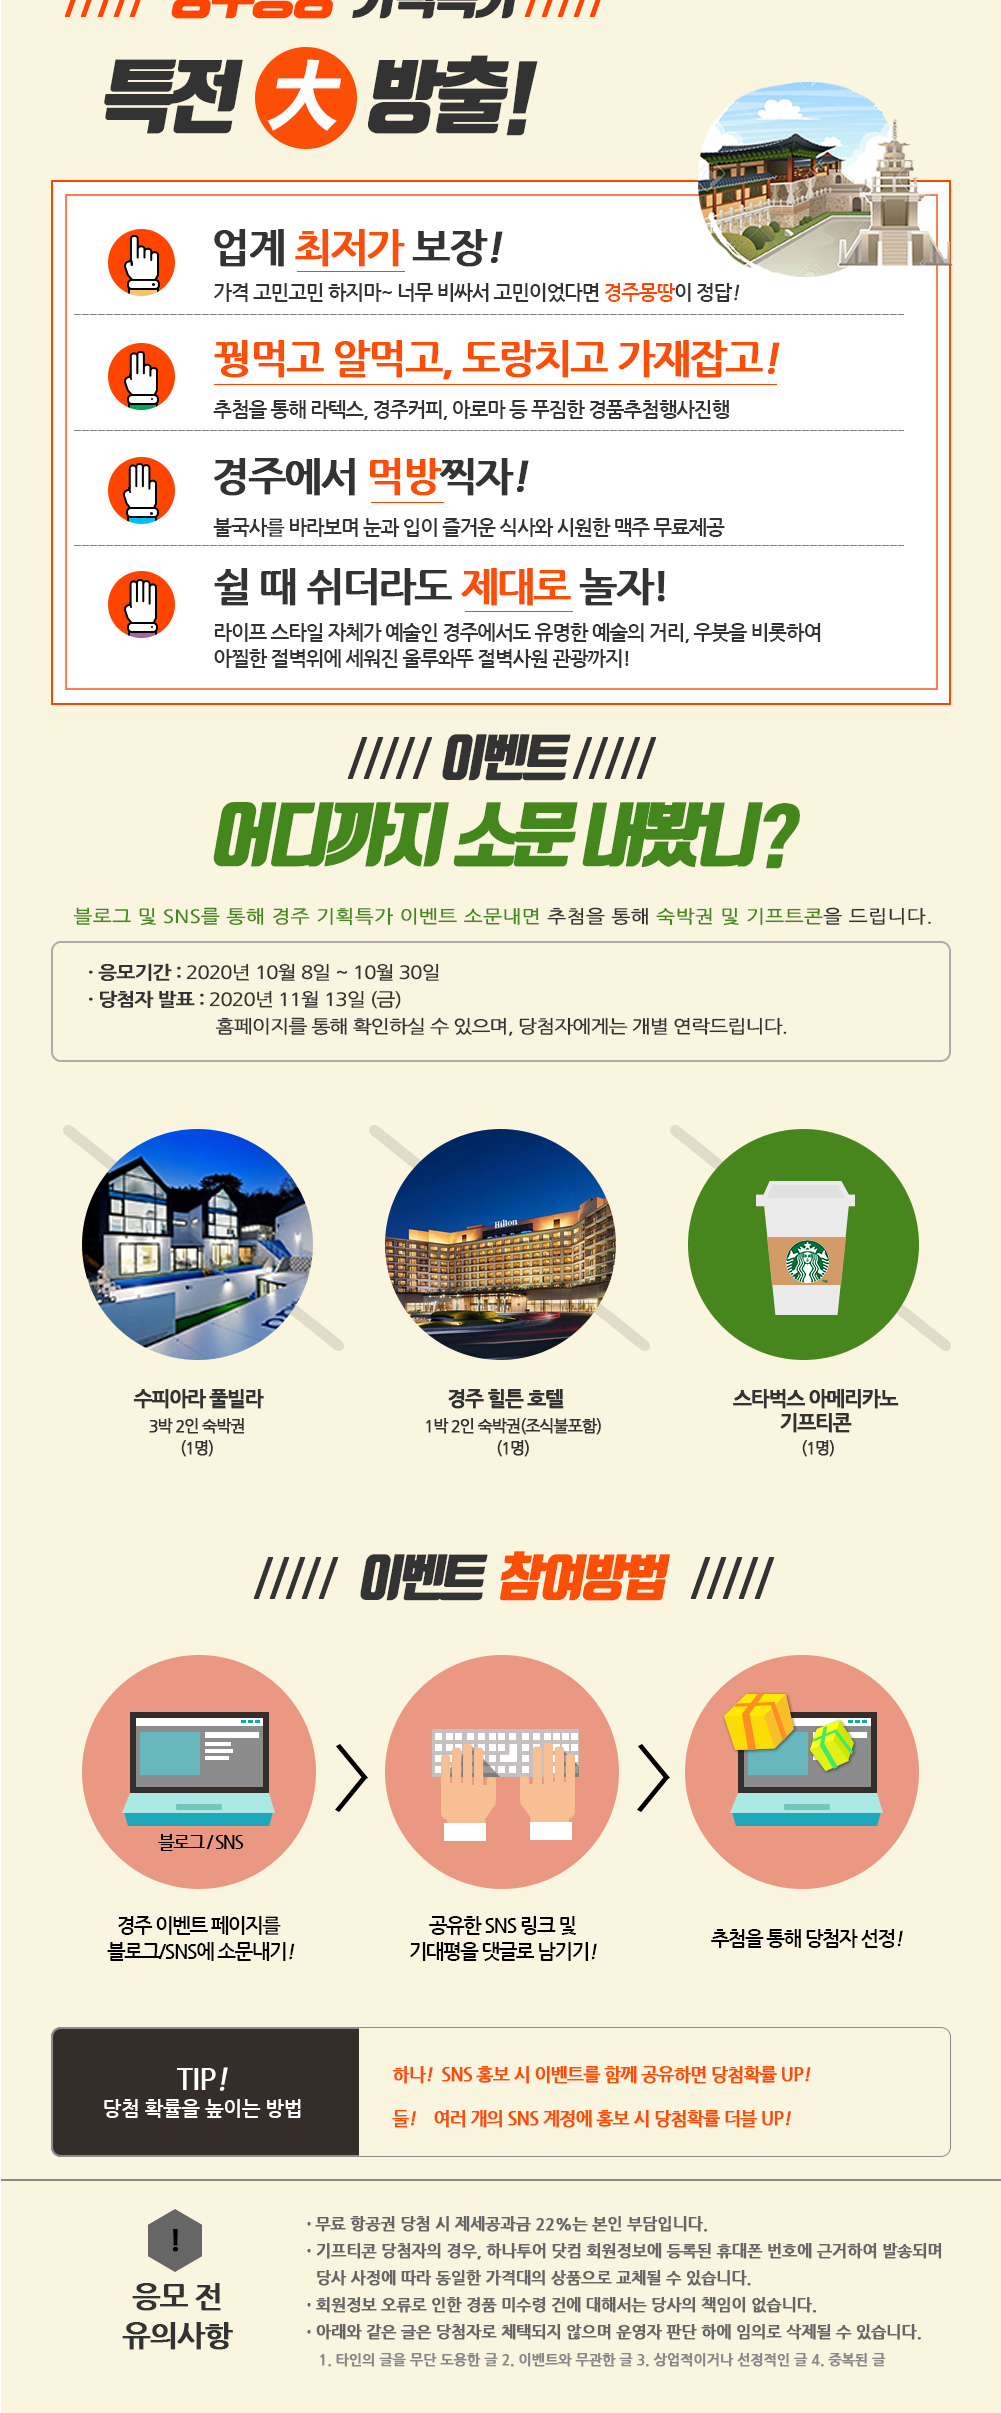 특전 大 방출!
업계 최저가 보장!
가격 고민고민 하지마~ 너무 비싸서 고민이었다면 경주몽땅이 정답!
꿩먹고 알먹고, 도랑치고 가재잡고!
추첨을 통해 라텍스, 경주커피, 아로마 등 푸짐한 경품추첨행사진행
경주에서 먹방찍자!
불국사를 바라보며 눈과 입이 즐거운 식사와 시원한 맥주 무료제공
쉴 때 쉬더라도 제대로 놀자!
라이프 스타일 자체가 예술인 경주에서도 유명한 예술의 거리, 우붓을 비롯하여
아찔한 절벽위에 세워진 울루와뚜 절벽사원 관광까지!
///// 이벤트 /////
어디까지 소문 내봤니?
블로그 및 SNS를 통해 경주 기획특가 이벤트 소문내면 추첨을 통해 숙박권 및 기프트콘을 드립니다.
· 응모기간 : 2020년 10월 8일 ~ 10월 30일
· 당첨자 발표 : 2020년 11월 13일 (금)
홈페이지를 통해 확인하실 수 있으며, 당첨자에게는 개별 연락드립니다.
Hilton
수피아라 풀빌라
3박 2인 숙박권
(1명)
경주 힐튼 호텔
1박 2인 숙박권(조식불포함)
(1명)
스타벅스 아메리카노
기프티콘
(1명)
///// 이벤트 참여방법 /////
블로그 / SNS
경주 이벤트 페이지를
블로그/SNS에 소문내기!
공유한 SNS 링크 및
기대평을 댓글로 남기기!
추첨을 통해 당첨자 선정!
TIP!
당첨 확률을 높이는 방법
하나! SNS 홍보 시 이벤트를 함께 공유하면 당첨확률 UP!
둘! 여러 개의 SNS 계정에 홍보 시 당첨확률 더블 UP!
!
응모 전
유의사항
· 무료 항공권 당첨 시 제세공과금 22%는 본인 부담입니다.
· 기프티콘 당첨자의 경우, 하나투어 닷컴 회원정보에 등록된 휴대폰 번호에 근거하여 발송되며
당사 사정에 따라 동일한 가격대의 상품으로 교체될 수 있습니다.
· 회원정보 오류로 인한 경품 미수령 건에 대해서는 당사의 책임이 없습니다.
· 아래와 같은 글은 당첨자로 체택되지 않으며 운영자 판단 하에 임의로 삭제될 수 있습니다.
1. 타인의 글을 무단 도용한 글 2. 이벤트와 무관한 글 3. 상업적이거나 선정적인 글 4. 중복된 글